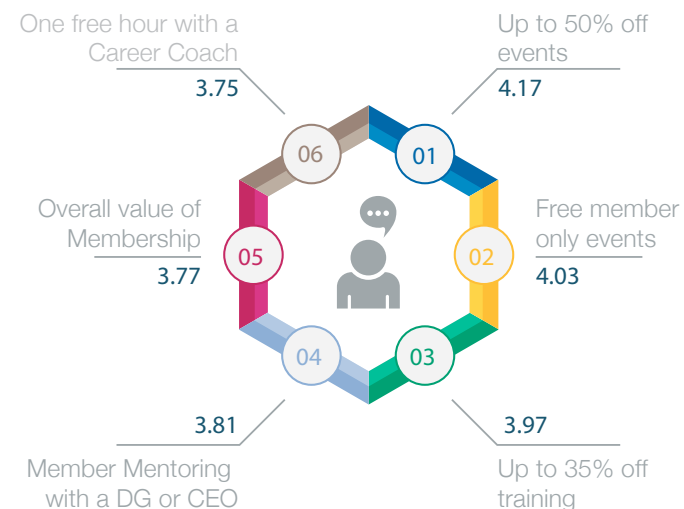 One free hour with a
Career Coach
3.75
Up to 50% off
events
4.17
06
01
Overall value of
Membership
3.77
05
02
Free member
only events
4.03
04
03
3.81
Member Mentoring
with a DG or CEO
3.97
Up to 35% off
training